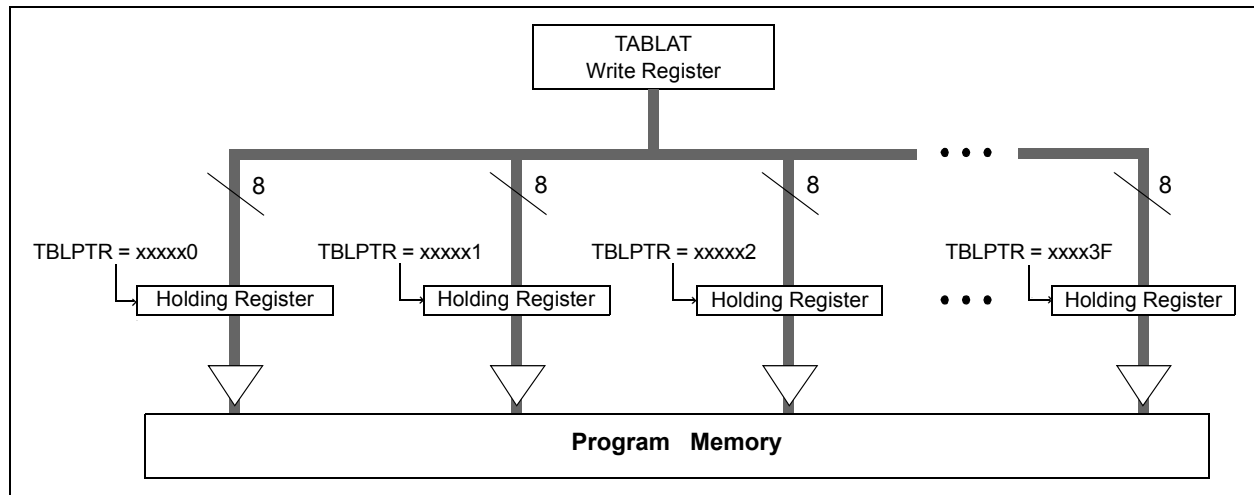 TABLAT
Write Register
8
8
8
8
TBLPTR = xxxxx0
TBLPTR = xxxxx1
TBLPTR = xxxxx2
TBLPTR = xxxx3F
Holding Register
Holding Register
Holding Register
Holding Register
Program Memory